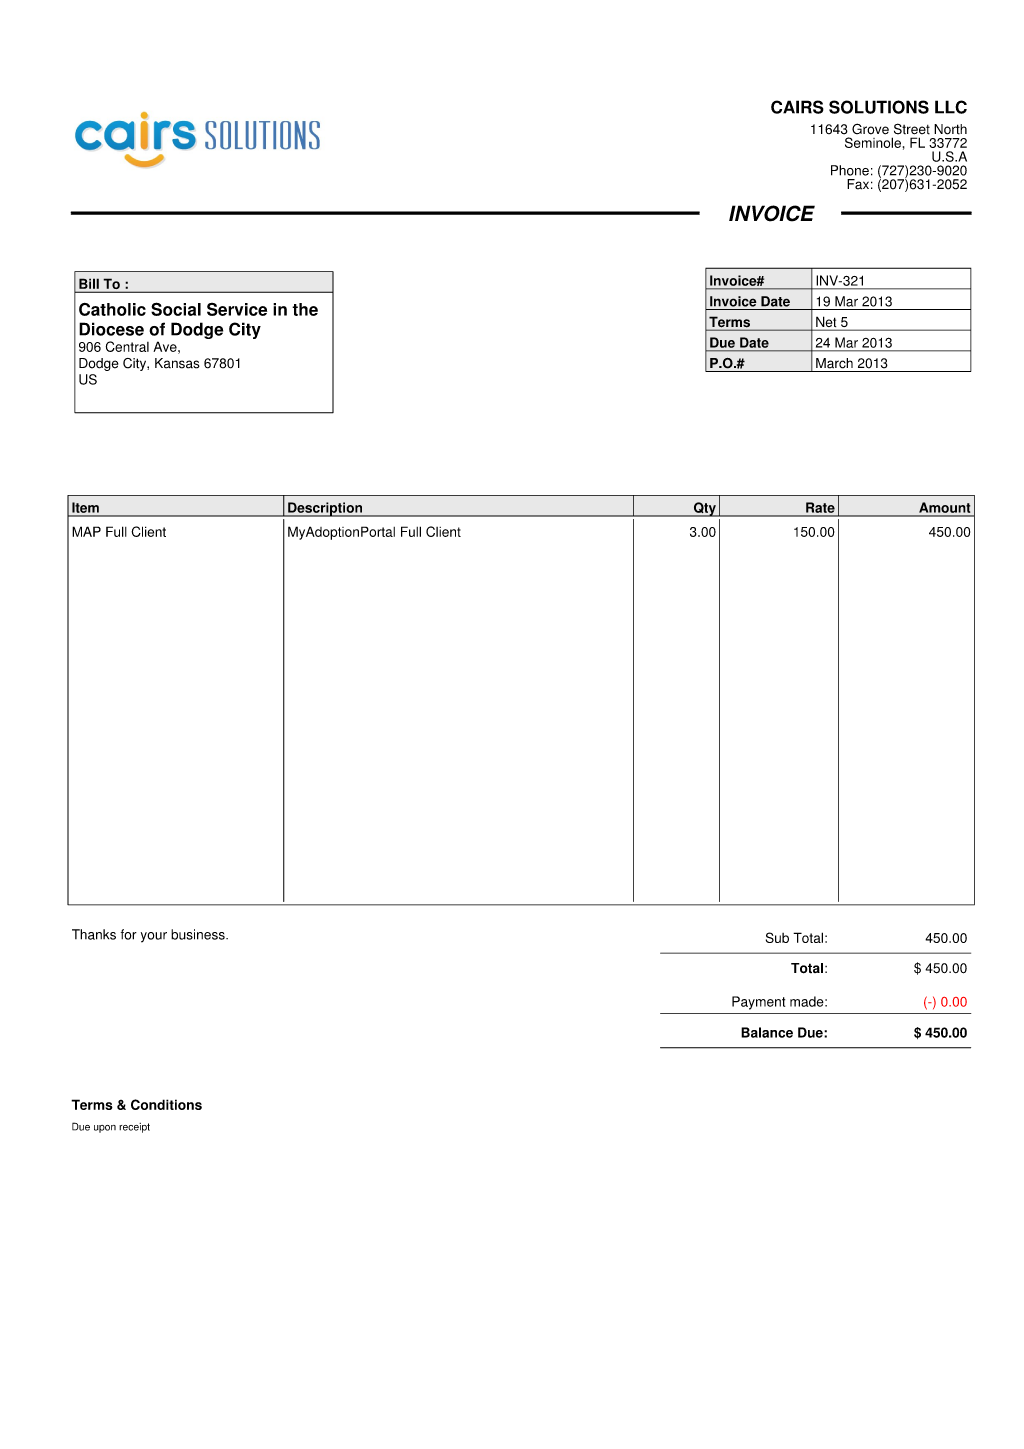 cairs SOLUTIONS
CAIRS SOLUTIONS LLC
11643 Grove Street North
Seminole, FL 33772
U.S.A
Phone: (727)230-9020
Fax: (207)631-2052
INVOICE
Bill To :
Catholic Social Service in the
Diocese of Dodge City
906 Central Ave,
Dodge City, Kansas 67801
US
Invoice# INV-321
Invoice Date 19 Mar 2013
Terms Net 5
Due Date 24 Mar 2013
P.O.# March 2013
Item Description Qty Rate Amount
MAP Full Client MyAdoptionPortal Full Client 3.00 150.00 450.00
Thanks for your business.
Sub Total: 450.00
Total: $ 450.00
Payment made: (-) 0.00
Balance Due: $ 450.00
Terms & Conditions
Due upon receipt